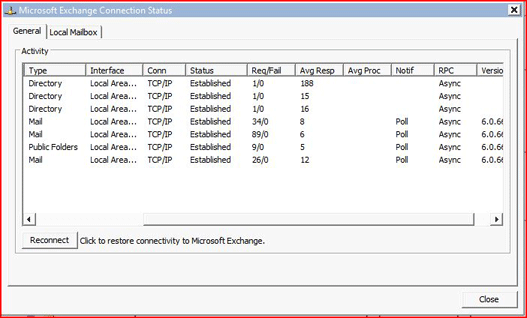 Microsoft Exchange Connection Status
General Local Mailbox
Activity
Type Interface Conn Status Req/Fail Avg Resp Avg Proc Notif RPC Versio
Directory Local Area... TCP/IP Established 1/0 188 Async
Directory Local Area... TCP/IP Established 1/0 15 Async
Directory Local Area... TCP/IP Established 1/0 16 Async
Mail Local Area... TCP/IP Established 34/0 8 Poll Async 6.0.66
Mail Local Area... TCP/IP Established 89/0 6 Poll Async 6.0.66
Public Folders Local Area... TCP/IP Established 9/0 5 Poll Async 6.0.66
Mail Local Area... TCP/IP Established 26/0 12 Poll Async 6.0.66
Reconnect Click to restore connectivity to Microsoft Exchange.
Close